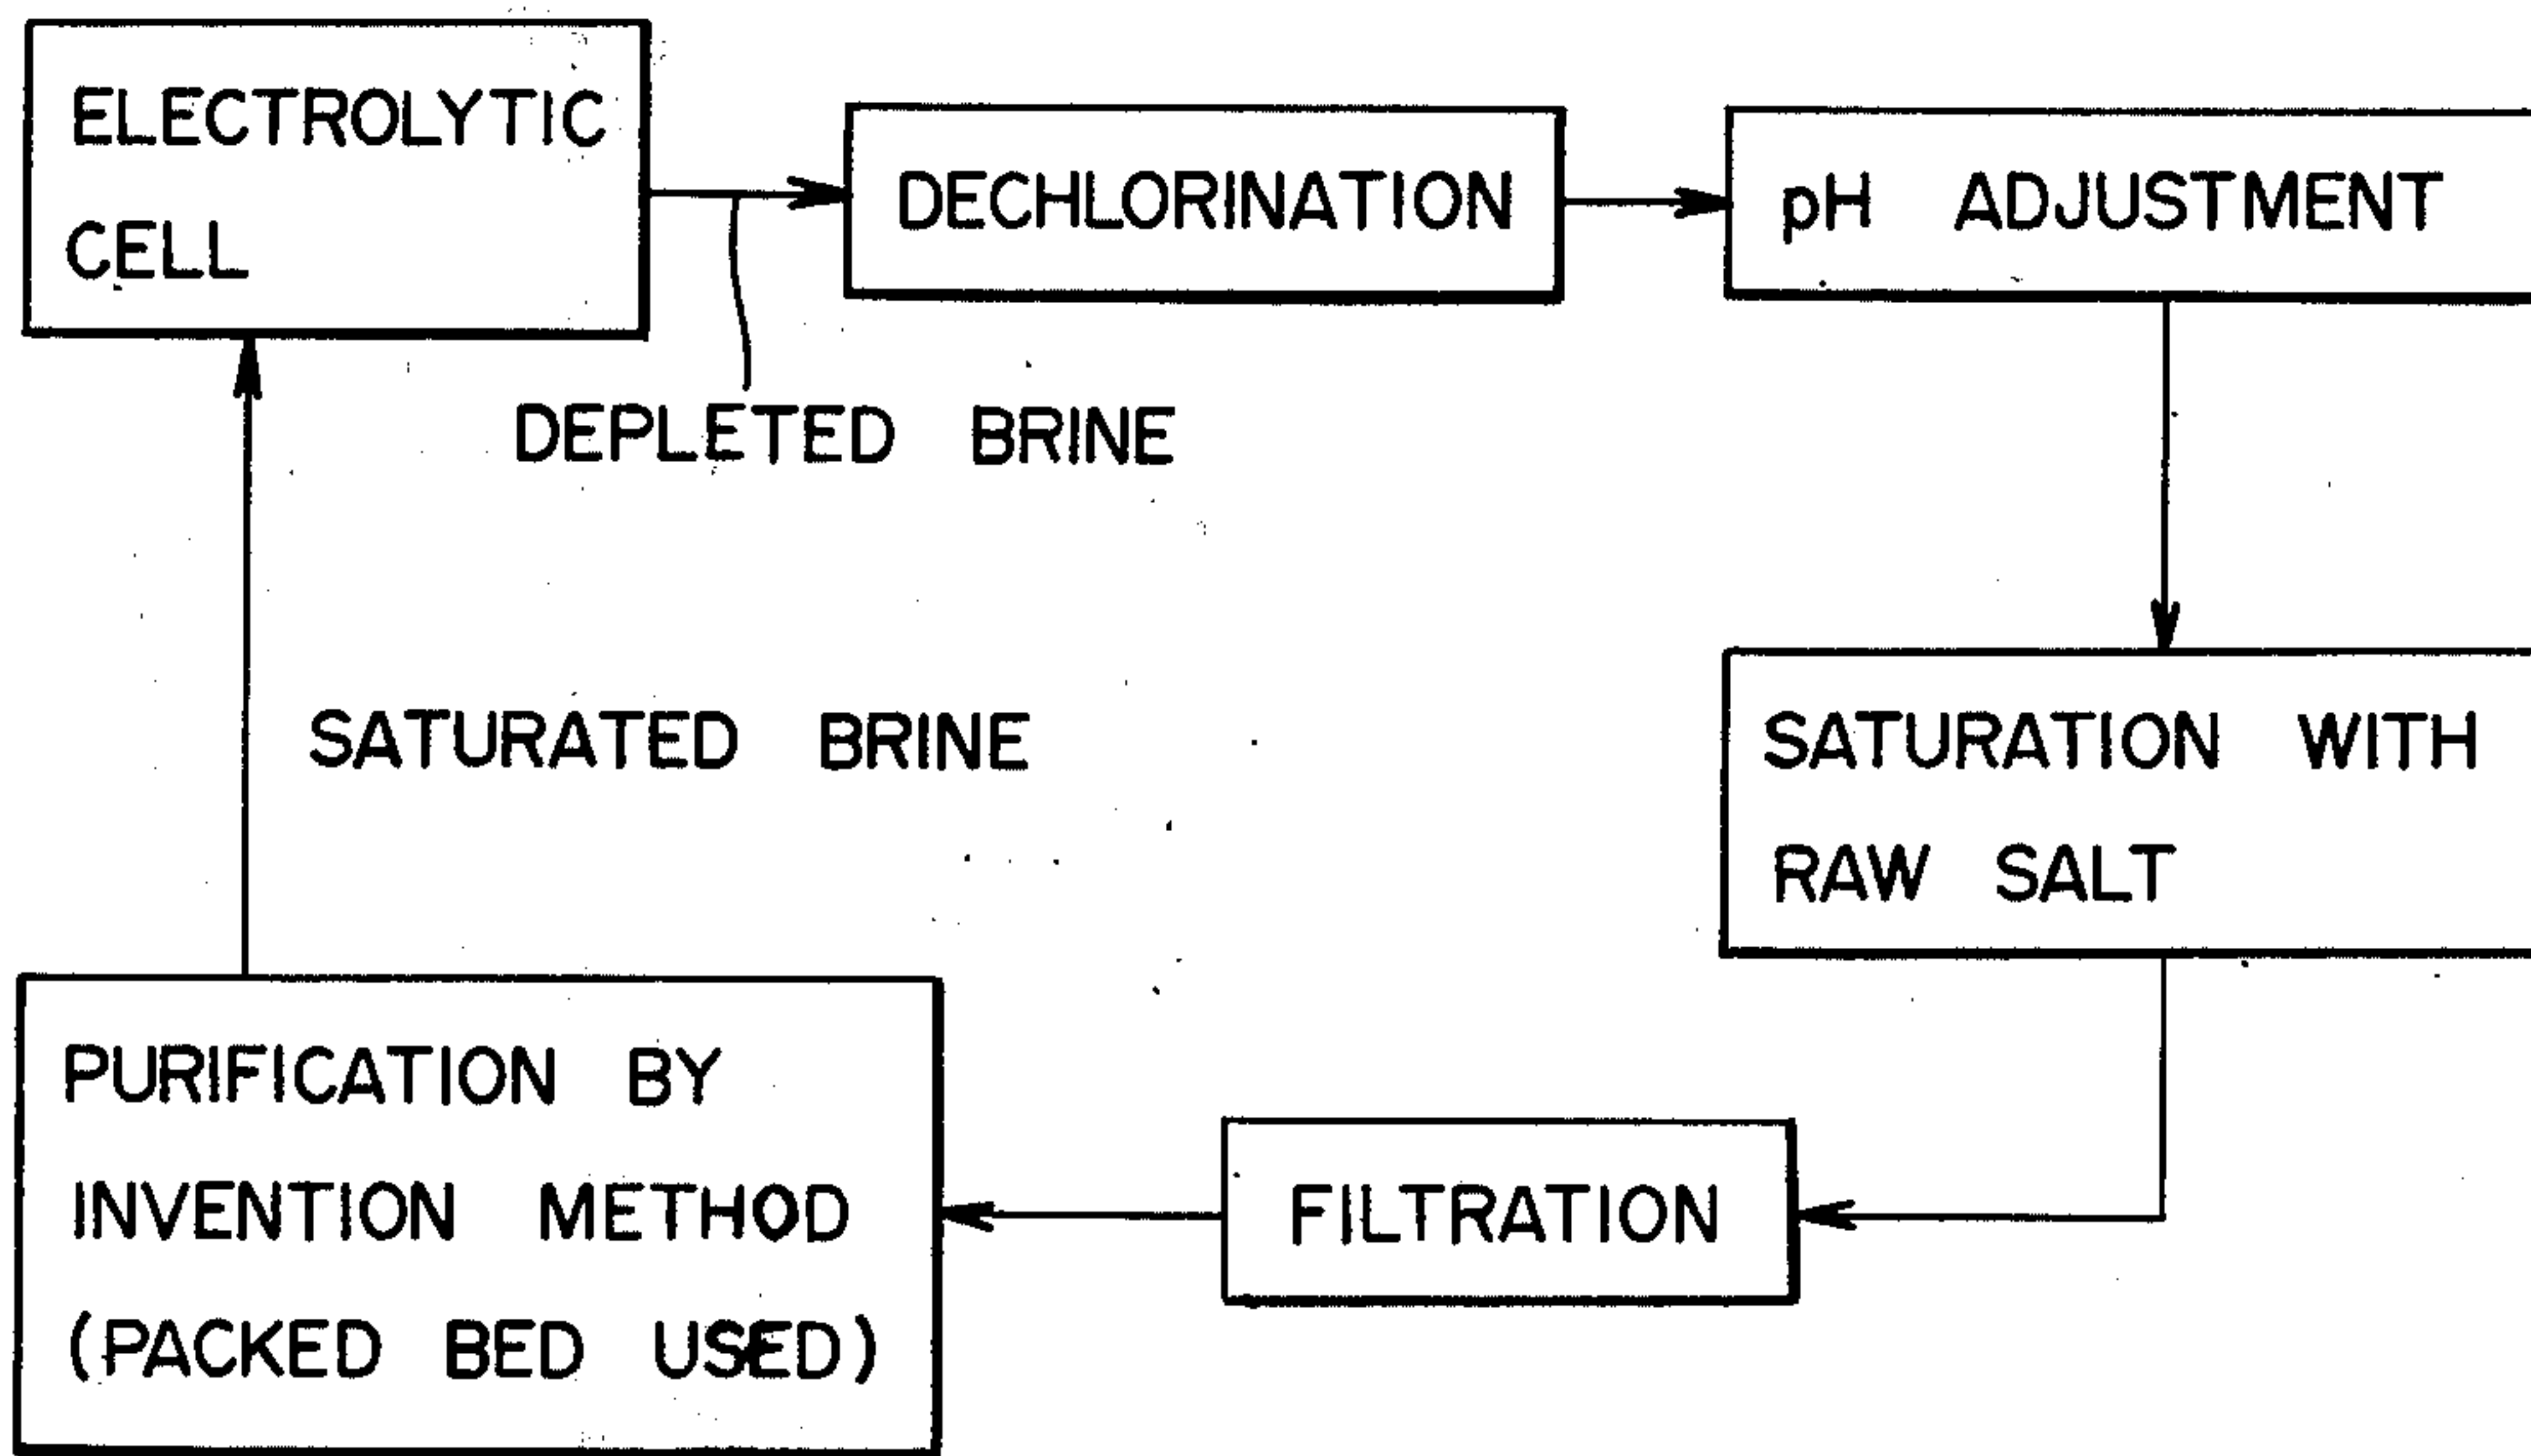 ELECTROLYTIC
CELL
DECHLORINATION
pH ADJUSTMENT
DEPLETED BRINE
SATURATED BRINE
SATURATION WITH
RAW SALT
PURIFICATION BY
INVENTION METHOD
(PACKED BED USED)
FILTRATION